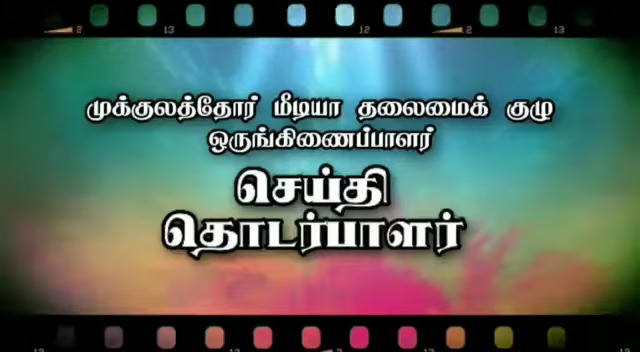 முக்குலத்தோர் மீடியா தலைமைக் குழு
ஒருங்கிணைப்பாளர்
செய்தி
தொடர்பாளர்